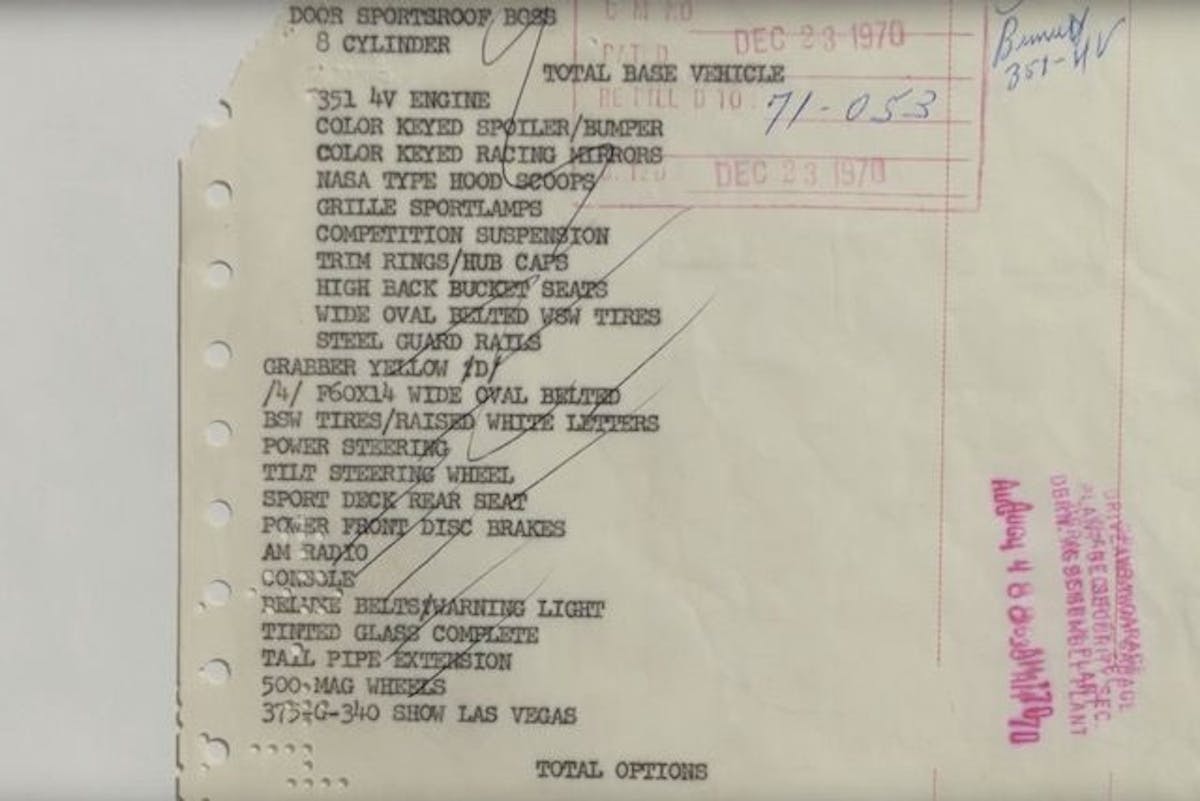 DOOR SPORTSROOF BOSS
8 CYLINDER
DEC 23 1970
Bennett
351-4V
TOTAL BASE VEHICLE
351 4V ENGINE
71-053
COLOR KEYED SPOILER/BUMPER
COLOR KEYED RACING MIRRORS
NASA TYPE HOOD SCOOPS
DEC 23 1970
GRILLE SPORTLAMPS
COMPETITION SUSPENSION
TRIM RINGS/HUB CAPS
HIGH BACK BUCKET SEATS
WIDE OVAL BELTED WSW TIRES
STEEL GUARD RAILS
GRABBER YELLOW /D/
/4/ F60X14 WIDE OVAL BELTED
BSW TIRES/RAISED WHITE LETTERS
POWER STEERING
TILT STEERING WHEEL
SPORT DECK REAR SEAT
POWER FRONT DISC BRAKES
AM RADIO
CONSOLE
DELUXE BELTS/WARNING LIGHT
TINTED GLASS COMPLETE
TAIL PIPE EXTENSION
500 MAG WHEELS
G-340 SHOW LAS VEGAS
TOTAL OPTIONS